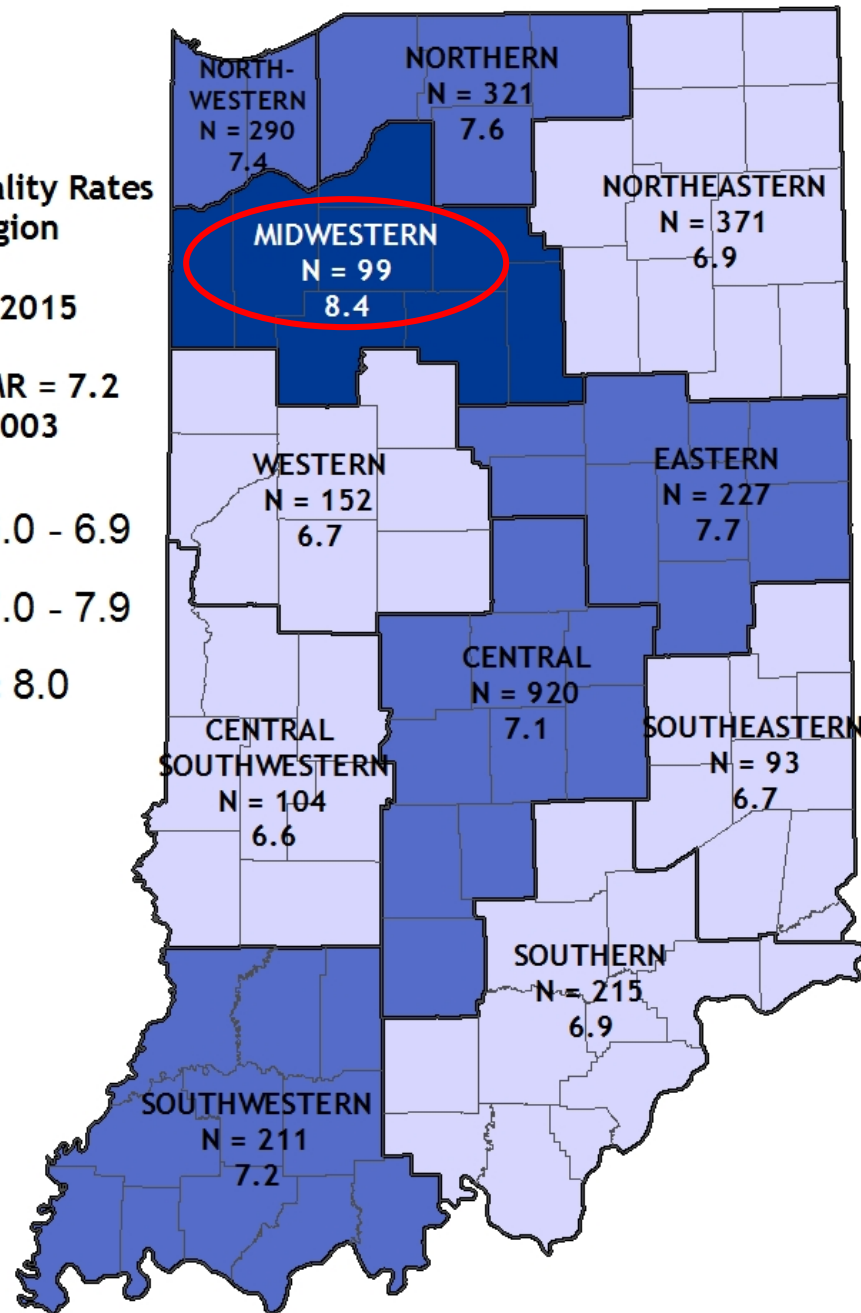 ality Rates
gion
2015
AR = 7.2
003
.0 - 6.9
.0 - 7.9
8.0
NORTH-
WESTERN
N = 290
7.4
NORTHERN
N = 321
7.6
NORTHEASTERN
N = 371
6.9
MIDWESTERN
N = 99
8.4
WESTERN
N = 152
6.7
EASTERN
N = 227
7.7
CENTRAL
N = 920
7.1
CENTRAL
SOUTHWESTERN
N = 104
6.6
SOUTHEASTERN
N = 93
6.7
SOUTHERN
N = 215
6.9
SOUTHWESTERN
N = 211
7.2